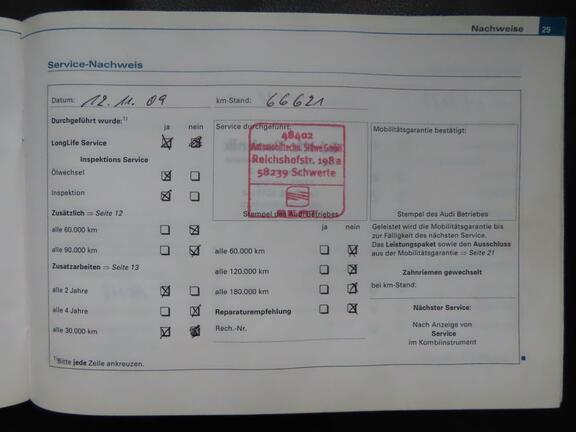 Nachweise 25
Service-Nachweis
Datum: 12.11.09 km-Stand: 66621
Durchgeführt wurde:1) ja nein
Service durchgeführt:
Mobilitätsgarantie bestätigt:
LongLife Service
Inspektions Service
Ölwechsel
Inspektion
48402
Reichshofstr. 198a
58239 Schwerte
Stempel des Audi Betriebes
Stempel des Audi Betriebes
Zusätzlich ⇒ Seite 12
alle 60.000 km
alle 90.000 km
Zusatzarbeiten ⇒ Seite 13
alle 2 Jahre
alle 4 Jahre
alle 30.000 km
ja nein
alle 60.000 km
alle 120.000 km
alle 180.000 km
Reparaturempfehlung
Rech.-Nr.
Geleistet wird die Mobilitätsgarantie bis
zur Fälligkeit des nächsten Service.
Das Leistungspaket sowie den Ausschluss
aus der Mobilitätsgarantie ⇒ Seite 21
Zahnriemen gewechselt
bei km-Stand:
Nächster Service:
Nach Anzeige von
Service
im Kombiinstrument
1) Bitte jede Zeile ankreuzen.